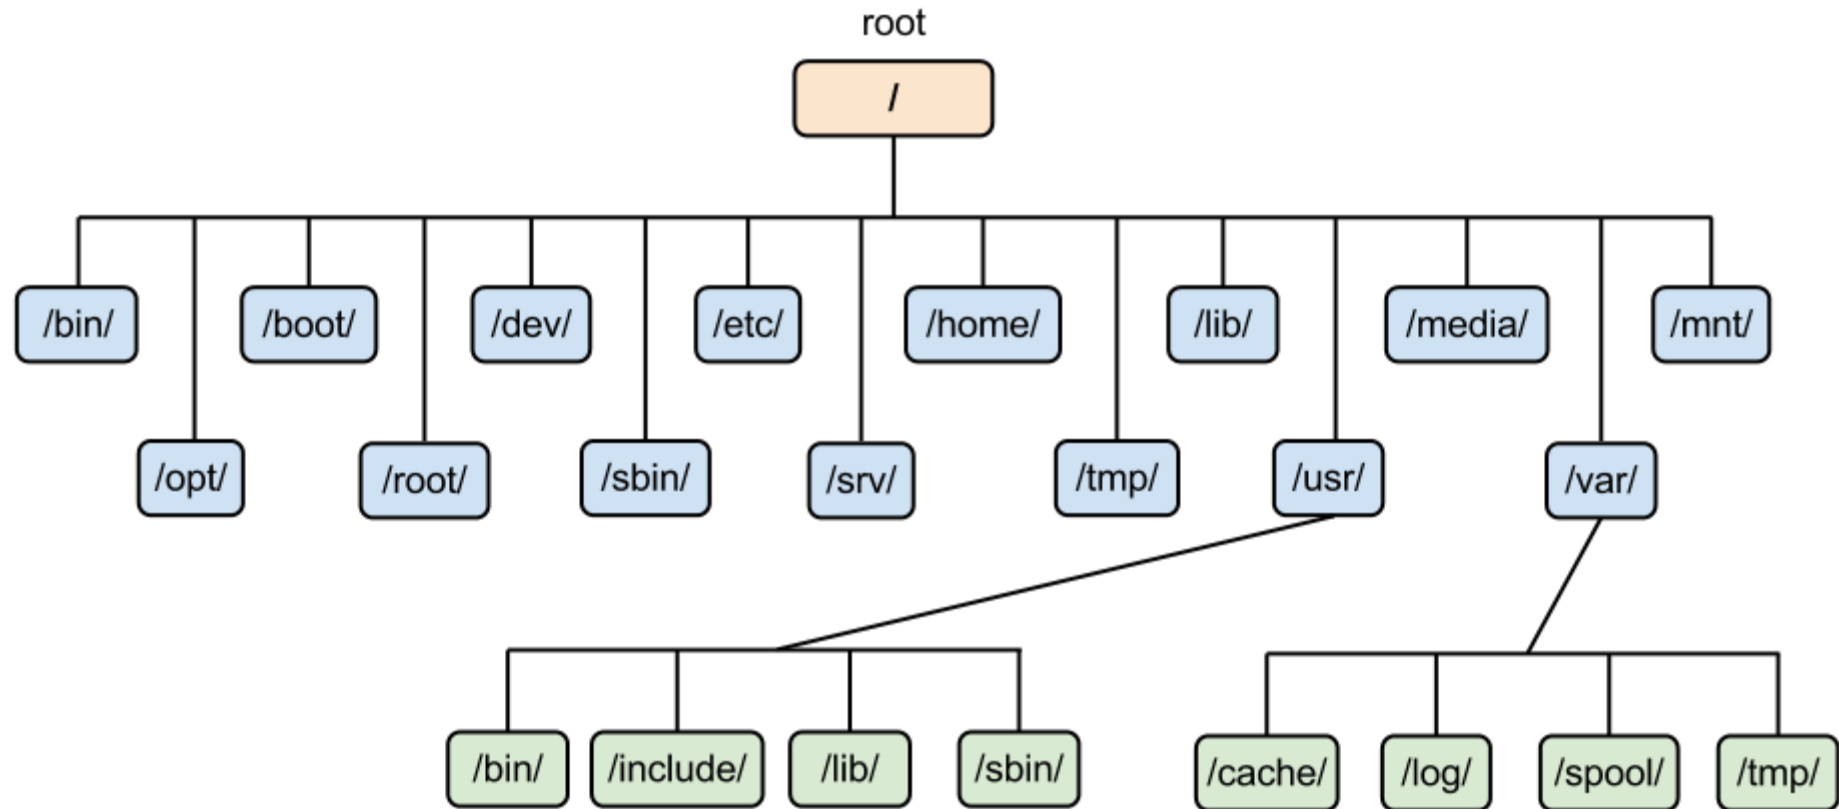 root
/
/bin/ /boot/ /dev/ /etc/ /home/ /lib/ /media/ /mnt/
/opt/ /root/ /sbin/ /srv/ /tmp/ /usr/ /var/
/bin/ /include/ /lib/ /sbin/ /cache/ /log/ /spool/ /tmp/